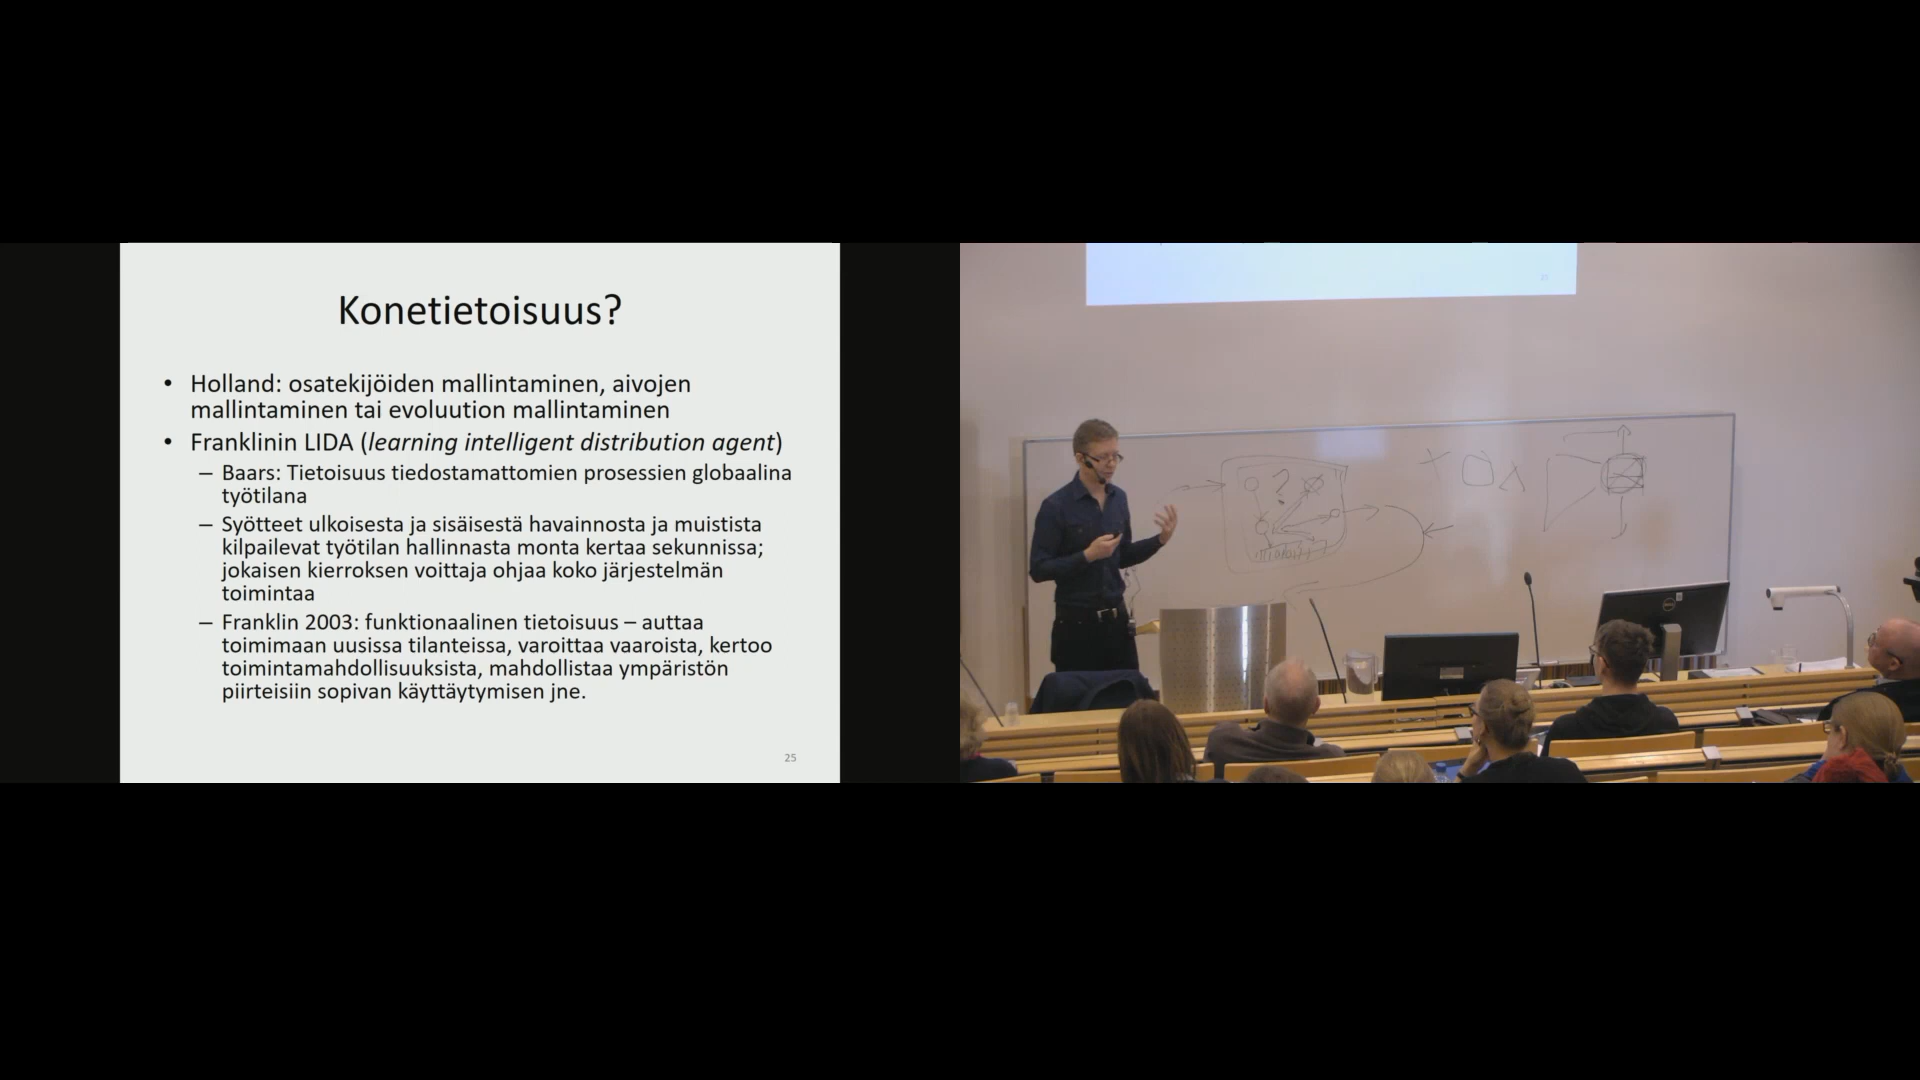 Konetietoisuus?
• Holland: osatekijöiden mallintaminen, aivojen
mallintaminen tai evoluution mallintaminen
• Franklinin LIDA (learning intelligent distribution agent)
– Baars: Tietoisuus tiedostamattomien prosessien globaalina
työtilana
– Syötteet ulkoisesta ja sisäisestä havainnosta ja muistista
kilpailevat työtilan hallinnasta monta kertaa sekunnissa;
jokaisen kierroksen voittaja ohjaa koko järjestelmän
toimintaa
– Franklin 2003: funktionaalinen tietoisuus – auttaa
toimimaan uusissa tilanteissa, varoittaa vaaroista, kertoo
toimintamahdollisuuksista, mahdollistaa ympäristön
piirteisiin sopivan käyttäytymisen jne.
25
?